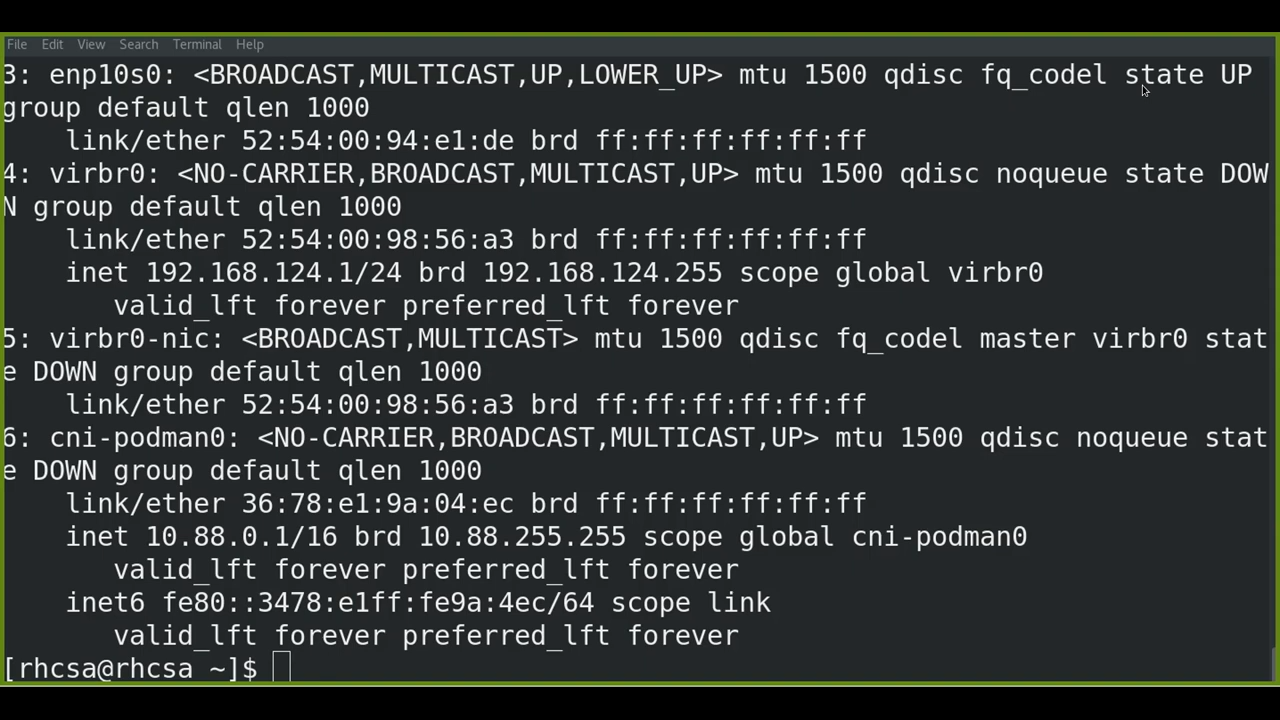 File Edit View Search Terminal Help
3: enp10s0: <BROADCAST,MULTICAST,UP,LOWER_UP> mtu 1500 qdisc fq_codel state UP
group default qlen 1000
    link/ether 52:54:00:94:e1:de brd ff:ff:ff:ff:ff:ff
4: virbr0: <NO-CARRIER,BROADCAST,MULTICAST,UP> mtu 1500 qdisc noqueue state DOW
N group default qlen 1000
    link/ether 52:54:00:98:56:a3 brd ff:ff:ff:ff:ff:ff
    inet 192.168.124.1/24 brd 192.168.124.255 scope global virbr0
       valid_lft forever preferred_lft forever
5: virbr0-nic: <BROADCAST,MULTICAST> mtu 1500 qdisc fq_codel master virbr0 stat
e DOWN group default qlen 1000
    link/ether 52:54:00:98:56:a3 brd ff:ff:ff:ff:ff:ff
6: cni-podman0: <NO-CARRIER,BROADCAST,MULTICAST,UP> mtu 1500 qdisc noqueue stat
e DOWN group default qlen 1000
    link/ether 36:78:e1:9a:04:ec brd ff:ff:ff:ff:ff:ff
    inet 10.88.0.1/16 brd 10.88.255.255 scope global cni-podman0
       valid_lft forever preferred_lft forever
    inet6 fe80::3478:e1ff:fe9a:4ec/64 scope link
       valid_lft forever preferred_lft forever
[rhcsa@rhcsa ~]$